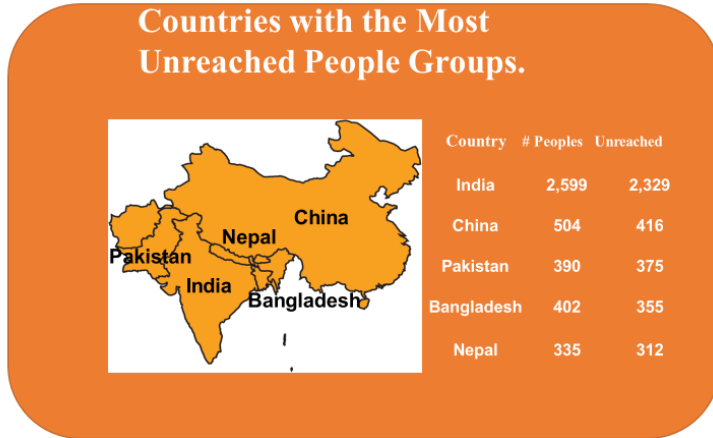 Countries with the Most
Unreached People Groups.
China
Nepal
Pakistan
India
Bangladesh
Country # Peoples Unreached
India 2,599 2,329
China 504 416
Pakistan 390 375
Bangladesh 402 355
Nepal 335 312